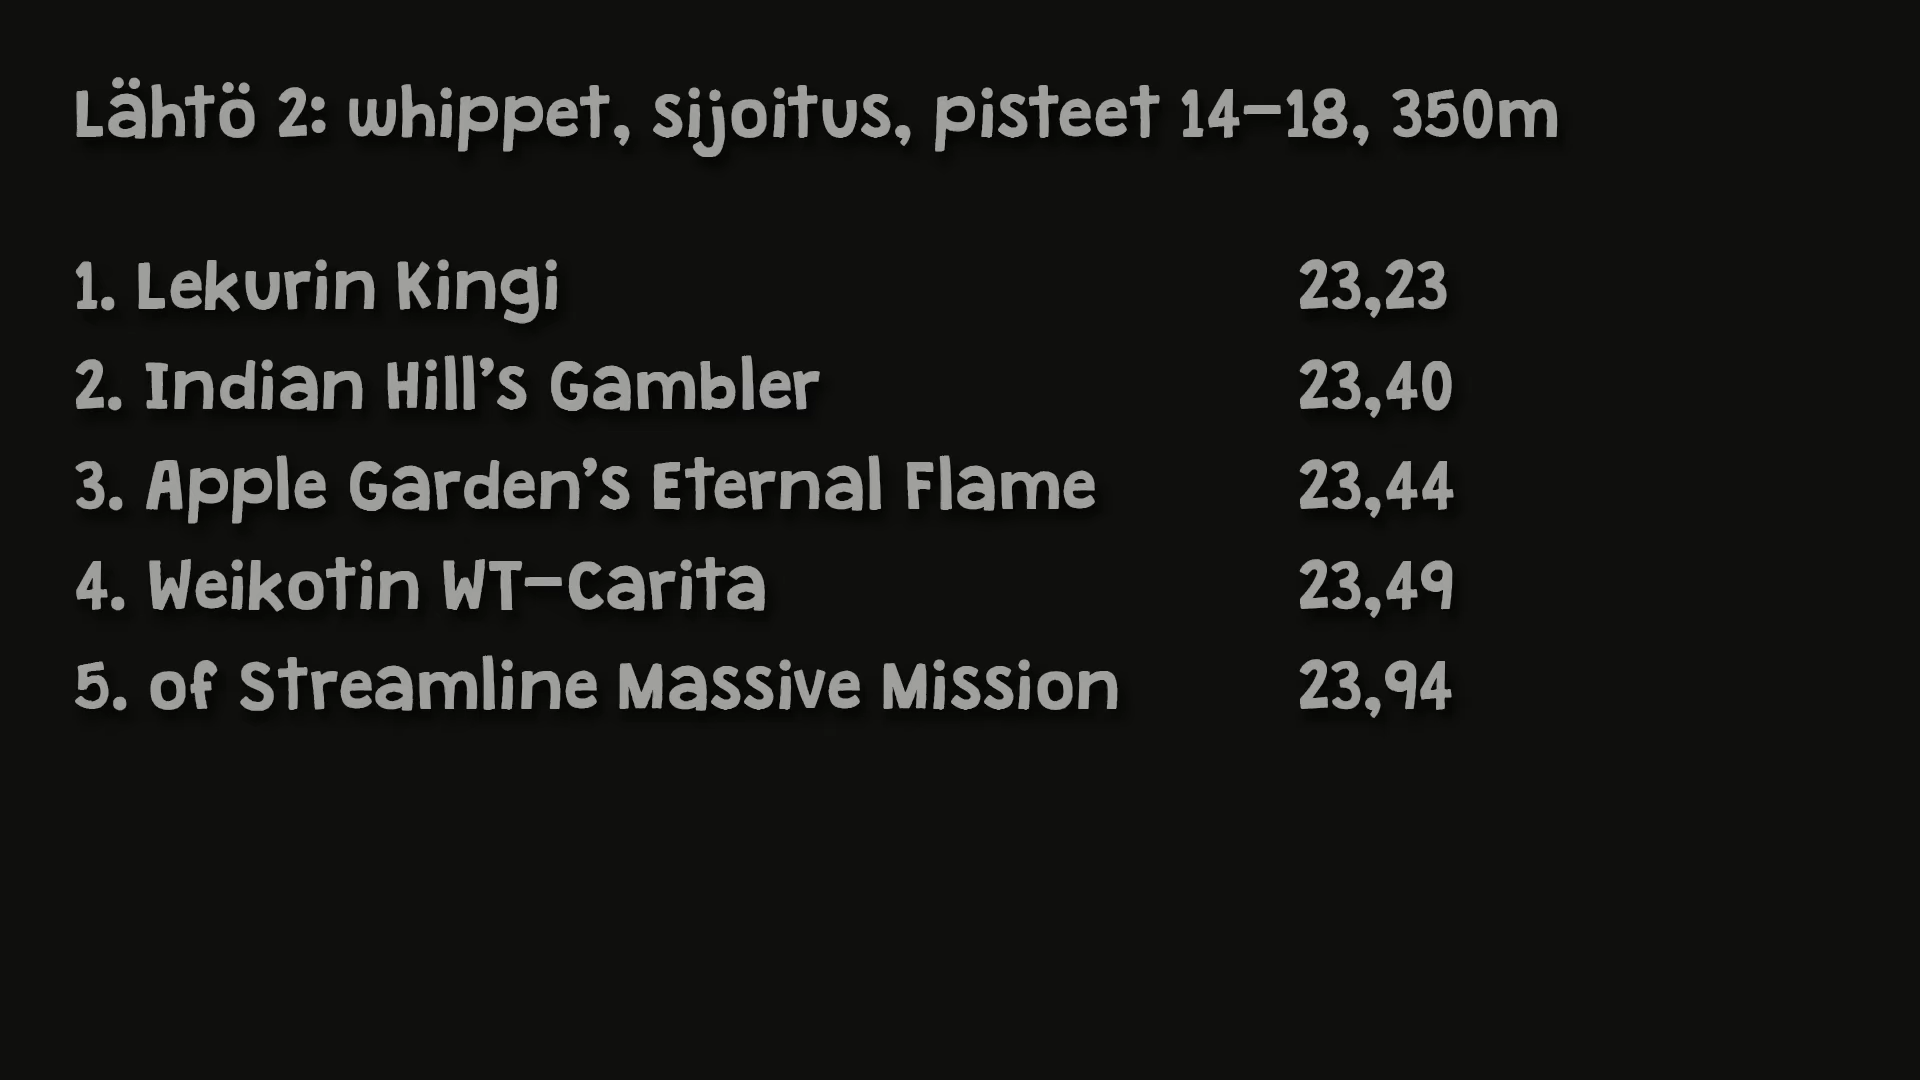 Lähtö 2: whippet, sijoitus, pisteet 14-18, 350m
1. Lekurin Kingi 23,23
2. Indian Hill's Gambler 23,40
3. Apple Garden's Eternal Flame 23,44
4. Weikotin WT-Carita 23,49
5. of Streamline Massive Mission 23,94